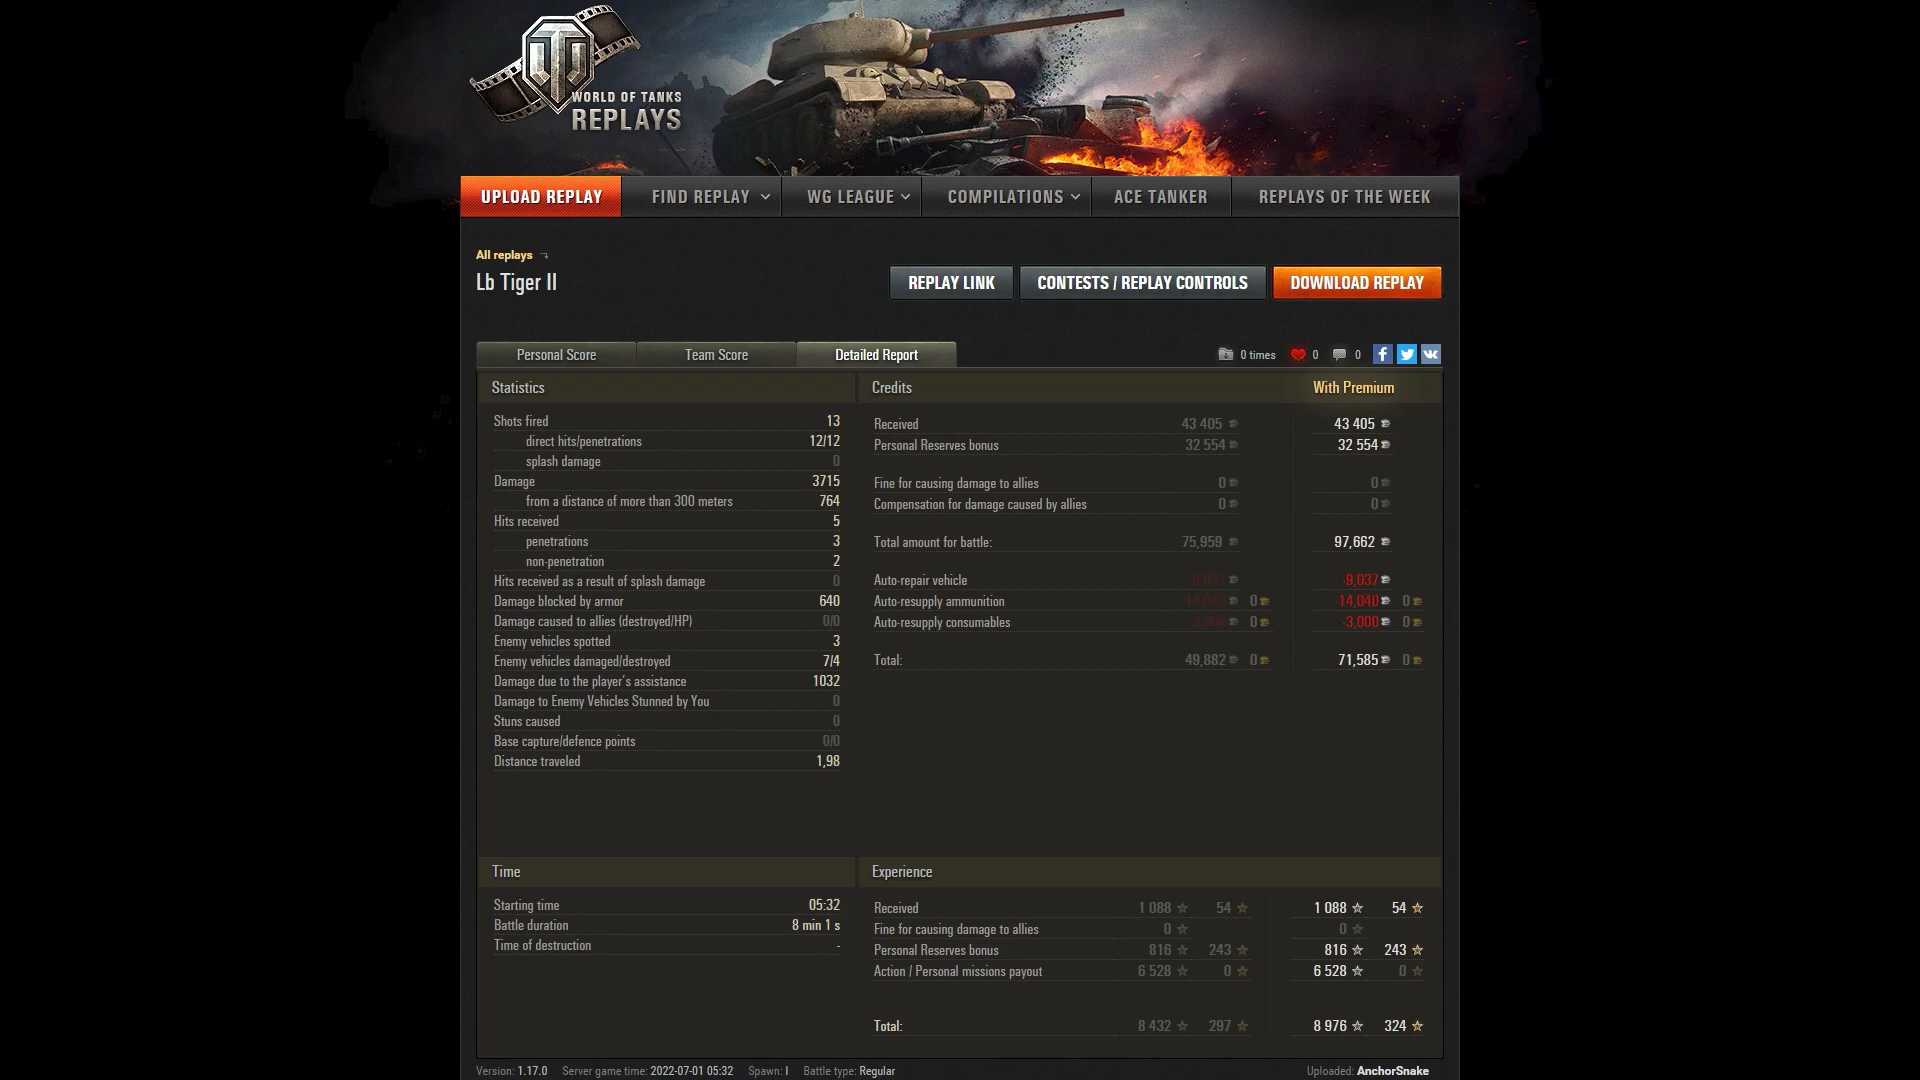 WORLD OF TANKS
REPLAYS
UPLOAD REPLAY FIND REPLAY WG LEAGUE COMPILATIONS ACE TANKER REPLAYS OF THE WEEK
All replays
Lb Tiger II
REPLAY LINK CONTESTS / REPLAY CONTROLS DOWNLOAD REPLAY
Personal Score Team Score Detailed Report 0 times 0 0
Statistics
Shots fired 13
direct hits/penetrations 12/12
splash damage 0
Damage 3715
from a distance of more than 300 meters 764
Hits received 5
penetrations 3
non-penetration 2
Hits received as a result of splash damage 0
Damage blocked by armor 640
Damage caused to allies (destroyed/HP) 0/0
Enemy vehicles spotted 3
Enemy vehicles damaged/destroyed 7/4
Damage due to the player's assistance 1032
Damage to Enemy Vehicles Stunned by You 0
Stuns caused 0
Base capture/defence points 0/0
Distance traveled 1,98
Credits With Premium
Received 43 405 43 405
Personal Reserves bonus 32 554 32 554
Fine for causing damage to allies 0 0
Compensation for damage caused by allies 0 0
Total amount for battle: 75,959 97,662
Auto-repair vehicle -9,037 -9,037
Auto-resupply ammunition -14,040 0 -14,040 0
Auto-resupply consumables -3,000 0 -3,000 0
Total: 49,882 0 71,585 0
Time
Starting time 05:32
Battle duration 8 min 1 s
Time of destruction -
Experience
Received 1 088 54 1 088 54
Fine for causing damage to allies 0 0
Personal Reserves bonus 816 243 816 243
Action / Personal missions payout 6 528 0 6 528 0
Total: 8 432 297 8 976 324
Version: 1.17.0 Server game time: 2022-07-01 05:32 Spawn: I Battle type: Regular Uploaded: AnchorSnake